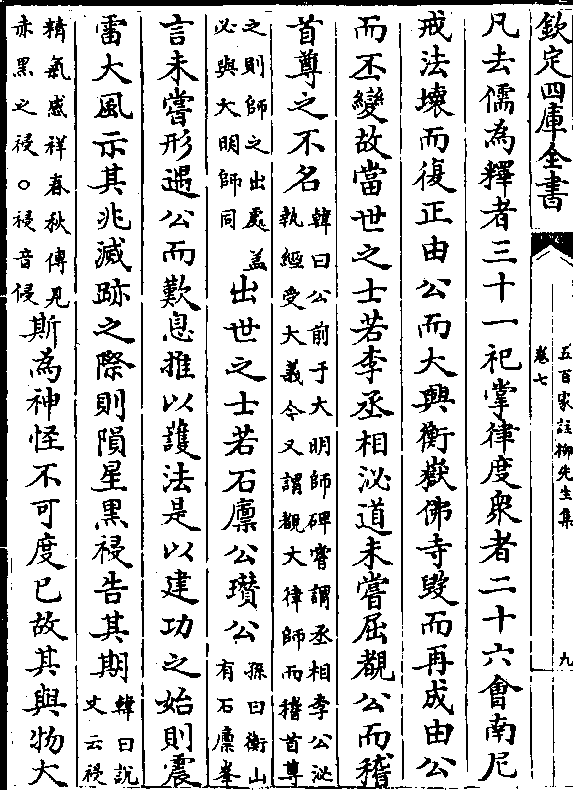 欽定四庫全書
五百家註柳先生集
卷七
九
凡去儒為釋者三十一祀掌律度衆者二十六會南尼
戒法壞而復正由公而大興衡嶽佛寺毀而再成由公
而丕變故當世之士若李丞相泌道未嘗屈覩公而稽
首尊之不名韓曰公前于大明師碑嘗謂丞相李公泌執經受大義今又謂覩大律師而稽首尊
之則師之出處盖必與大明師同出世之士若石廩公瓚公孫曰衡山有石廩峯
言未嘗形遇公而歎息推以護法是以建功之始則震
雷大風示其兆滅跡之際則隕星黑祲告其期韓曰説文云祲
精氣感祥春秋傳見赤黒之祲○祲音侵斯為神怪不可度已故其與物大